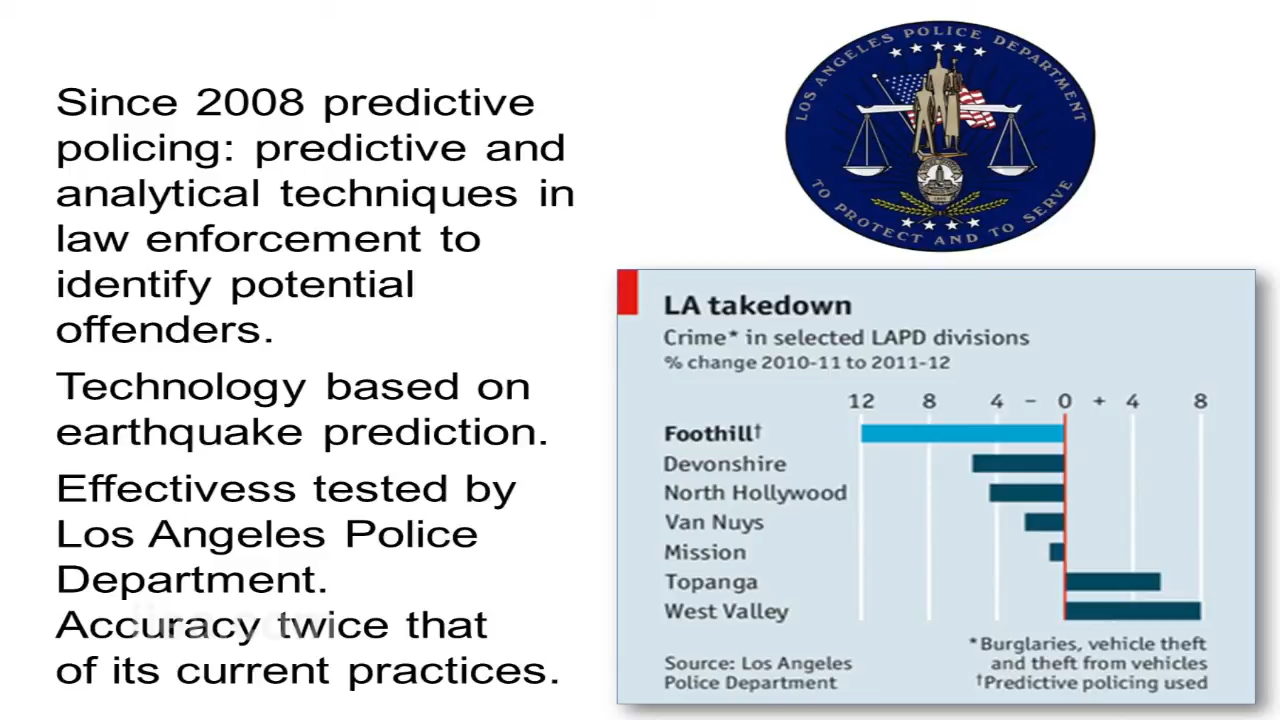 Since 2008 predictive
policing: predictive and
analytical techniques in
law enforcement to
identify potential
offenders.
Technology based on
earthquake prediction.
Effectivess tested by
Los Angeles Police
Department.
Accuracy twice that
of its current practices.
LOS ANGELES POLICE DEPARTMENT
TO PROTECT AND TO SERVE
LA takedown
Crime* in selected LAPD divisions
% change 2010-11 to 2011-12
12 8 4 – 0 + 4 8
Foothill†
Devonshire
North Hollywood
Van Nuys
Mission
Topanga
West Valley
Source: Los Angeles
Police Department
*Burglaries, vehicle theft
and theft from vehicles
†Predictive policing used